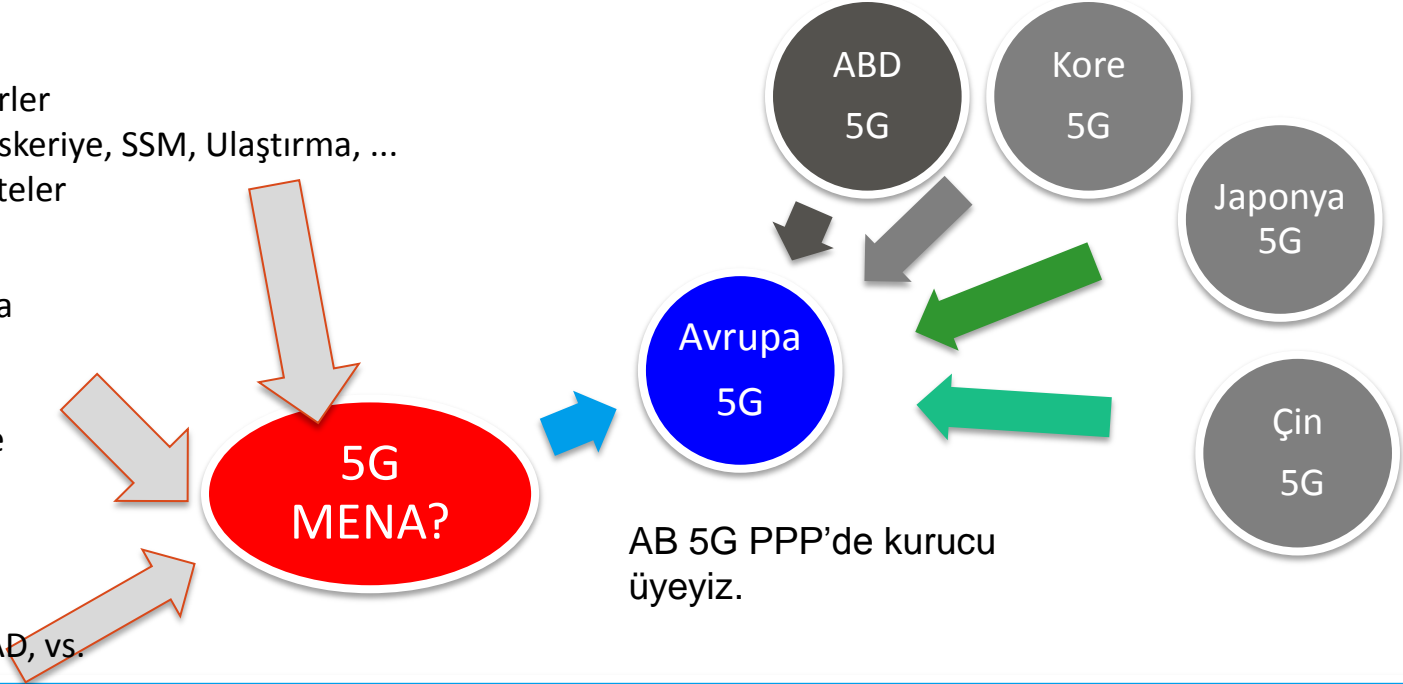 rler
skeriye, SSM, Ulaştırma, ...
teler
a
e
AD, vs.
5G
MENA?
Avrupa
5G
AB 5G PPP’de kurucu
üyeyiz.
ABD
5G
Kore
5G
Japonya
5G
Çin
5G